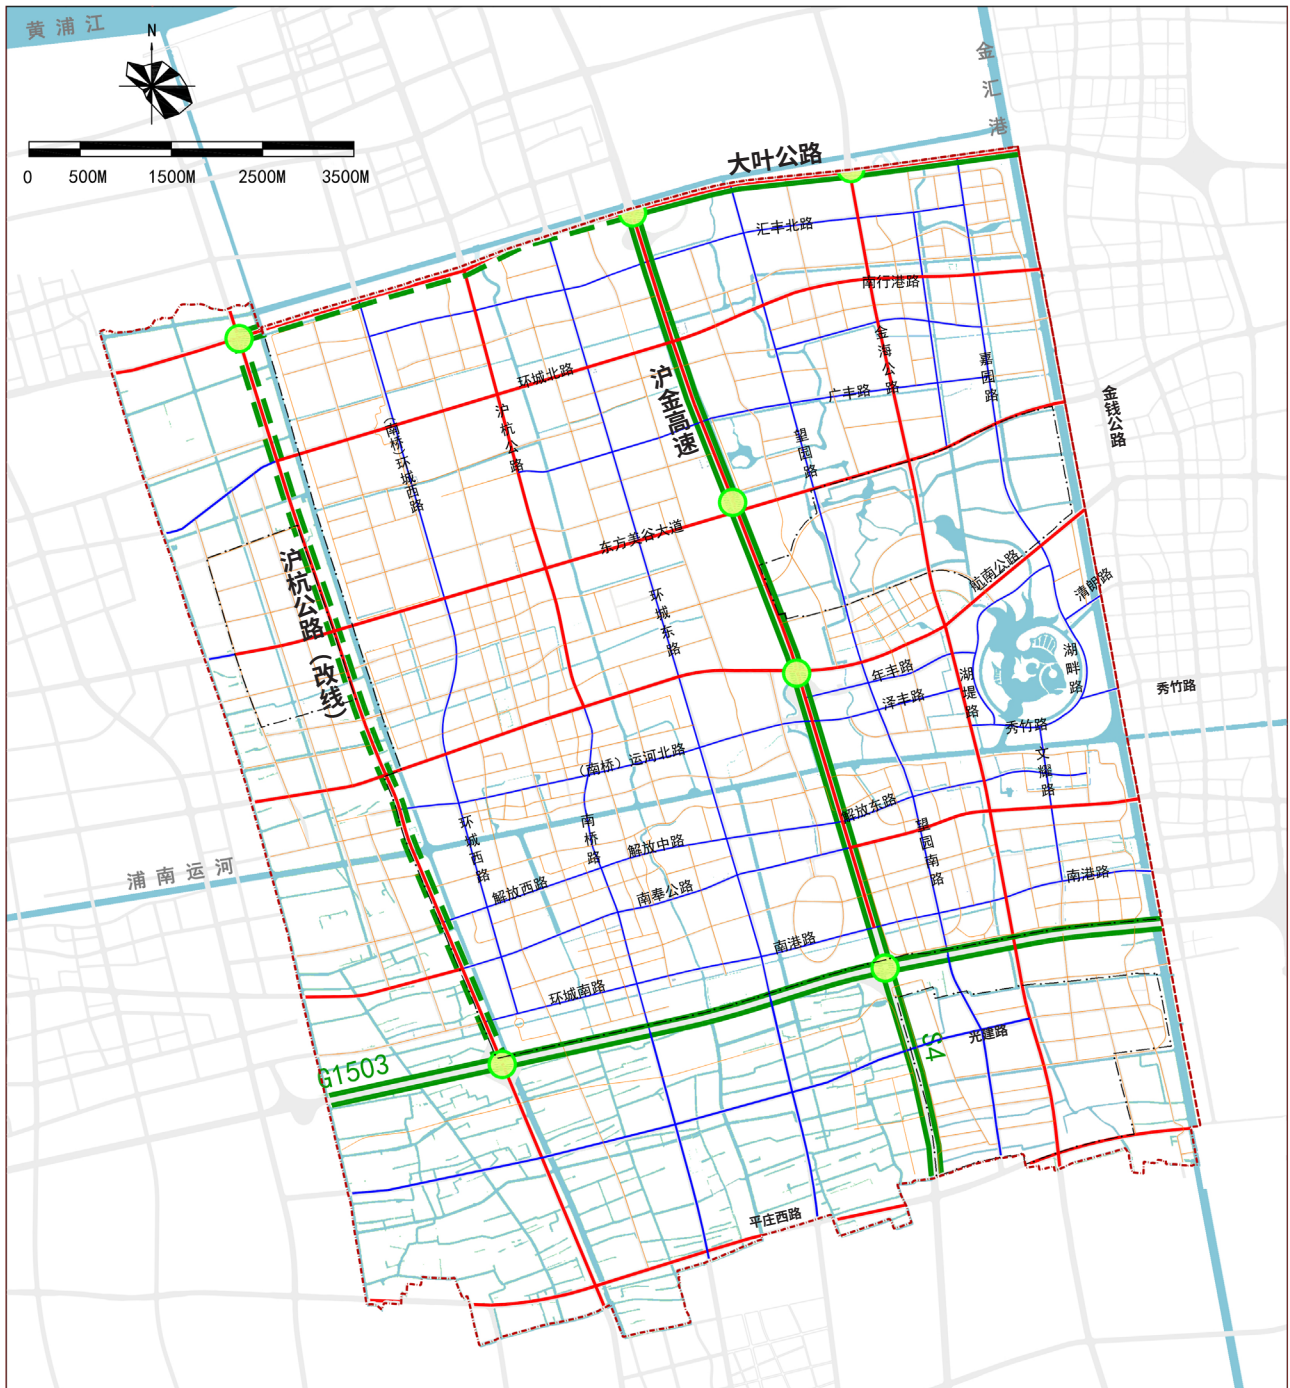 黄浦江
N
0 500M 1500M 2500M 3500M
金汇港
大叶公路
汇丰北路
南行港路
金海公路
嘉园路
环城北路
沪金高速
广丰路
金钱公路
沪杭公路
(南桥)环城西路
望园路
东方美谷大道
沪杭公路(改线)
航南公路
清朗路
环城东路
湖畔路
年丰路
湖堤路
泽丰路
秀竹路
秀竹路
(南桥)运河北路
文耀路
解放东路
环城西路
南桥路
望园南路
解放中路
浦南运河
解放西路
南奉公路
南港路
南港路
环城南路
光建路
S4
G1503
平庄西路